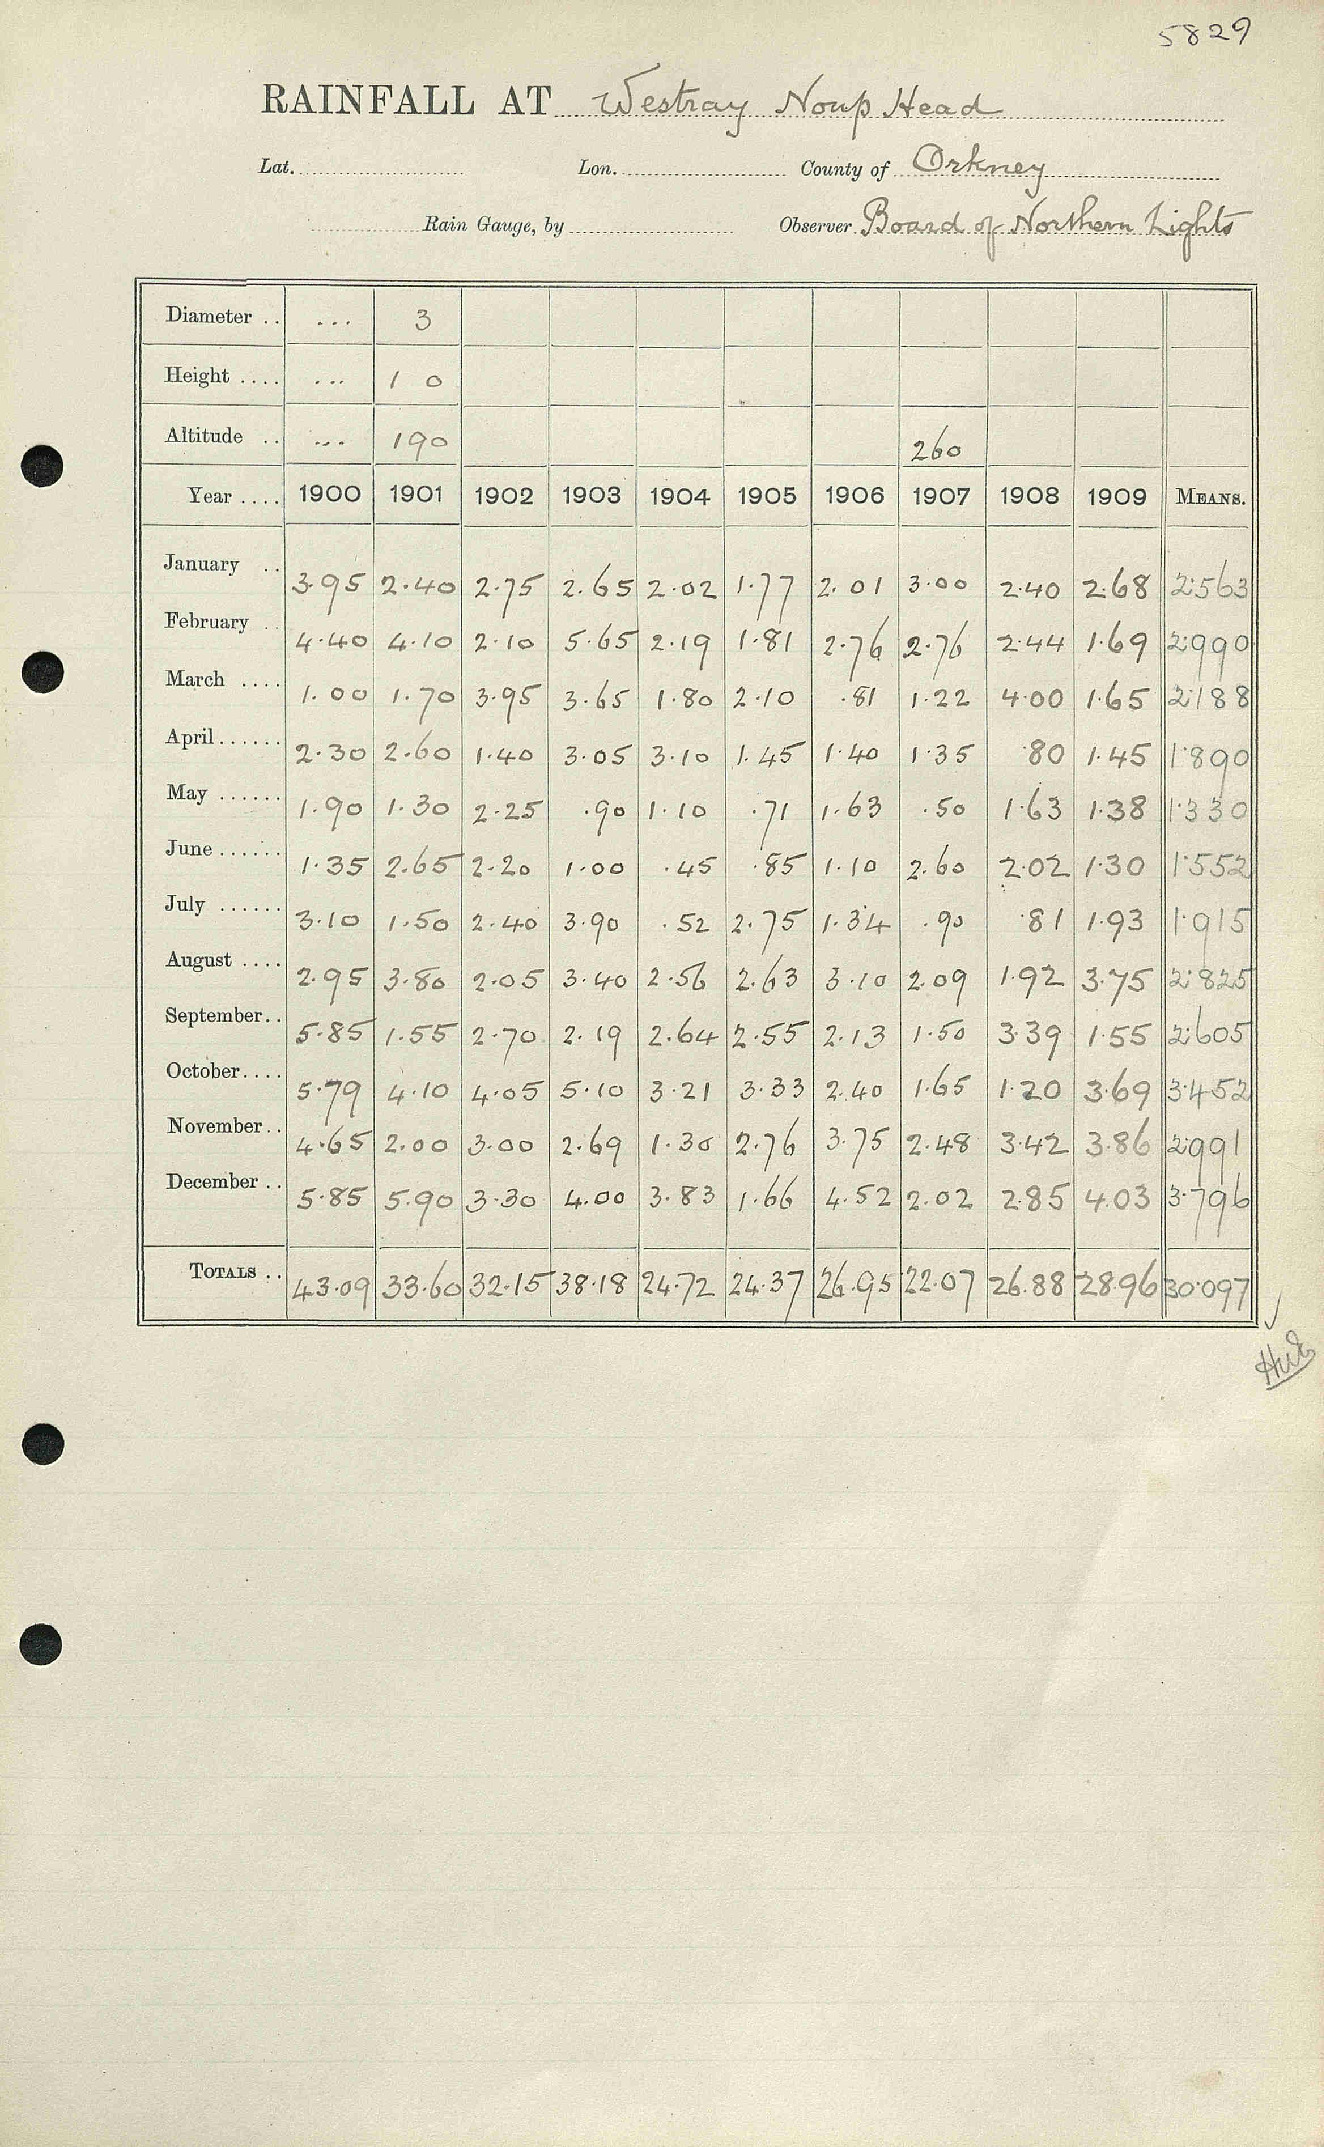 5829
RAINFALL AT Westray Noup Head
Lat. Lon. County of Orkney
Rain Gauge, by Observer Board of Northern Lights
Diameter .. ... 3
Height .... ... 1 0
Altitude .. ... 190 260
Year .... 1900 1901 1902 1903 1904 1905 1906 1907 1908 1909 MEANS.
January .. 3.95 2.40 2.75 2.65 2.02 1.77 2.01 3.00 2.40 2.68 2.563
February .. 4.40 4.10 2.10 5.65 2.19 1.81 2.76 2.76 2.44 1.69 2.990
March .... 1.00 1.70 3.95 3.65 1.80 2.10 .81 1.22 4.00 1.65 2.188
April...... 2.30 2.60 1.40 3.05 3.10 1.45 1.40 1.35 .80 1.45 1.890
May ...... 1.90 1.30 2.25 .90 1.10 .71 1.63 .50 1.63 1.38 1.330
June...... 1.35 2.65 2.20 1.00 .45 .85 1.10 2.60 2.02 1.30 1.552
July ...... 3.10 1.50 2.40 3.90 .52 2.75 1.34 .90 .81 1.93 1.915
August .... 2.95 3.80 2.05 3.40 2.56 2.63 3.10 2.09 1.92 3.75 2.825
September.. 5.85 1.55 2.70 2.19 2.64 2.55 2.13 1.50 3.39 1.55 2.605
October.... 5.79 4.10 4.05 5.10 3.21 3.33 2.40 1.65 1.20 3.69 3.452
November.. 4.65 2.00 3.00 2.69 1.30 2.76 3.75 2.48 3.42 3.86 2.991
December .. 5.85 5.90 3.30 4.00 3.83 1.66 4.52 2.02 2.85 4.03 3.796
TOTALS .. 43.09 33.60 32.15 38.18 24.72 24.37 26.95 22.07 26.88 28.96 30.097